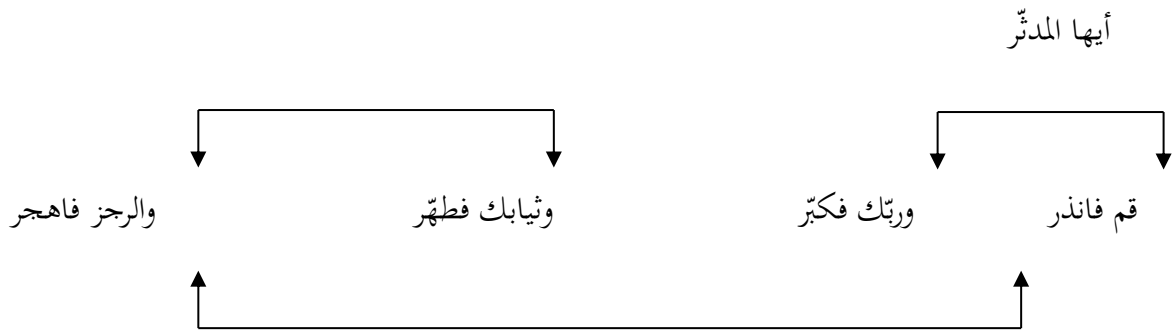 أيها المدثّر
قم فانذر وربّك فكبّر وثيابك فطهّر والرجز فاهجر